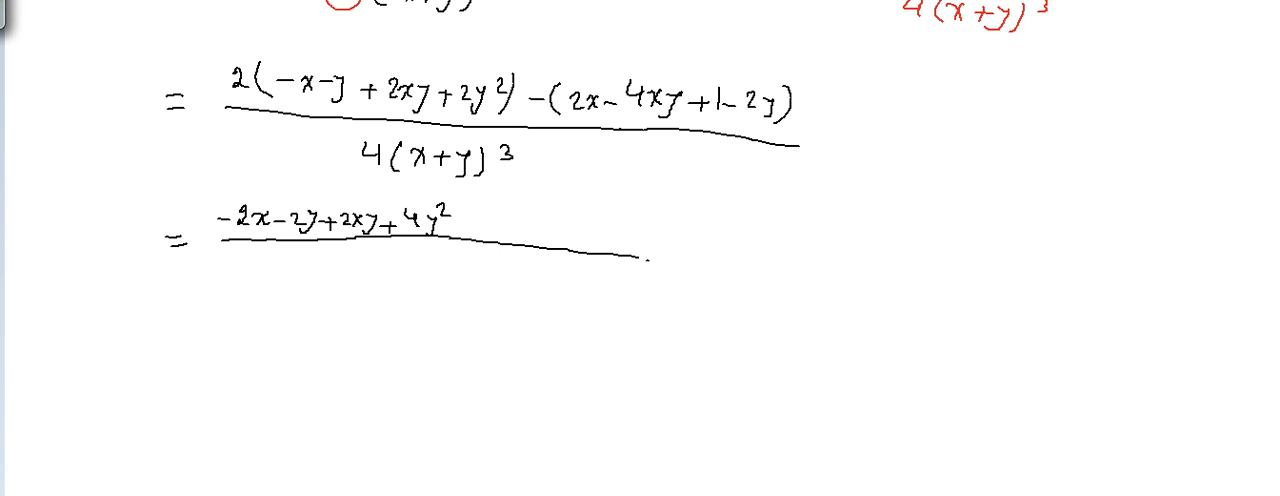 4(x+y)³
= 2(-x-y+2xy+2y²)-(2x-4xy+1-2y)
4(x+y)³
= -2x-2y+2xy+4y²